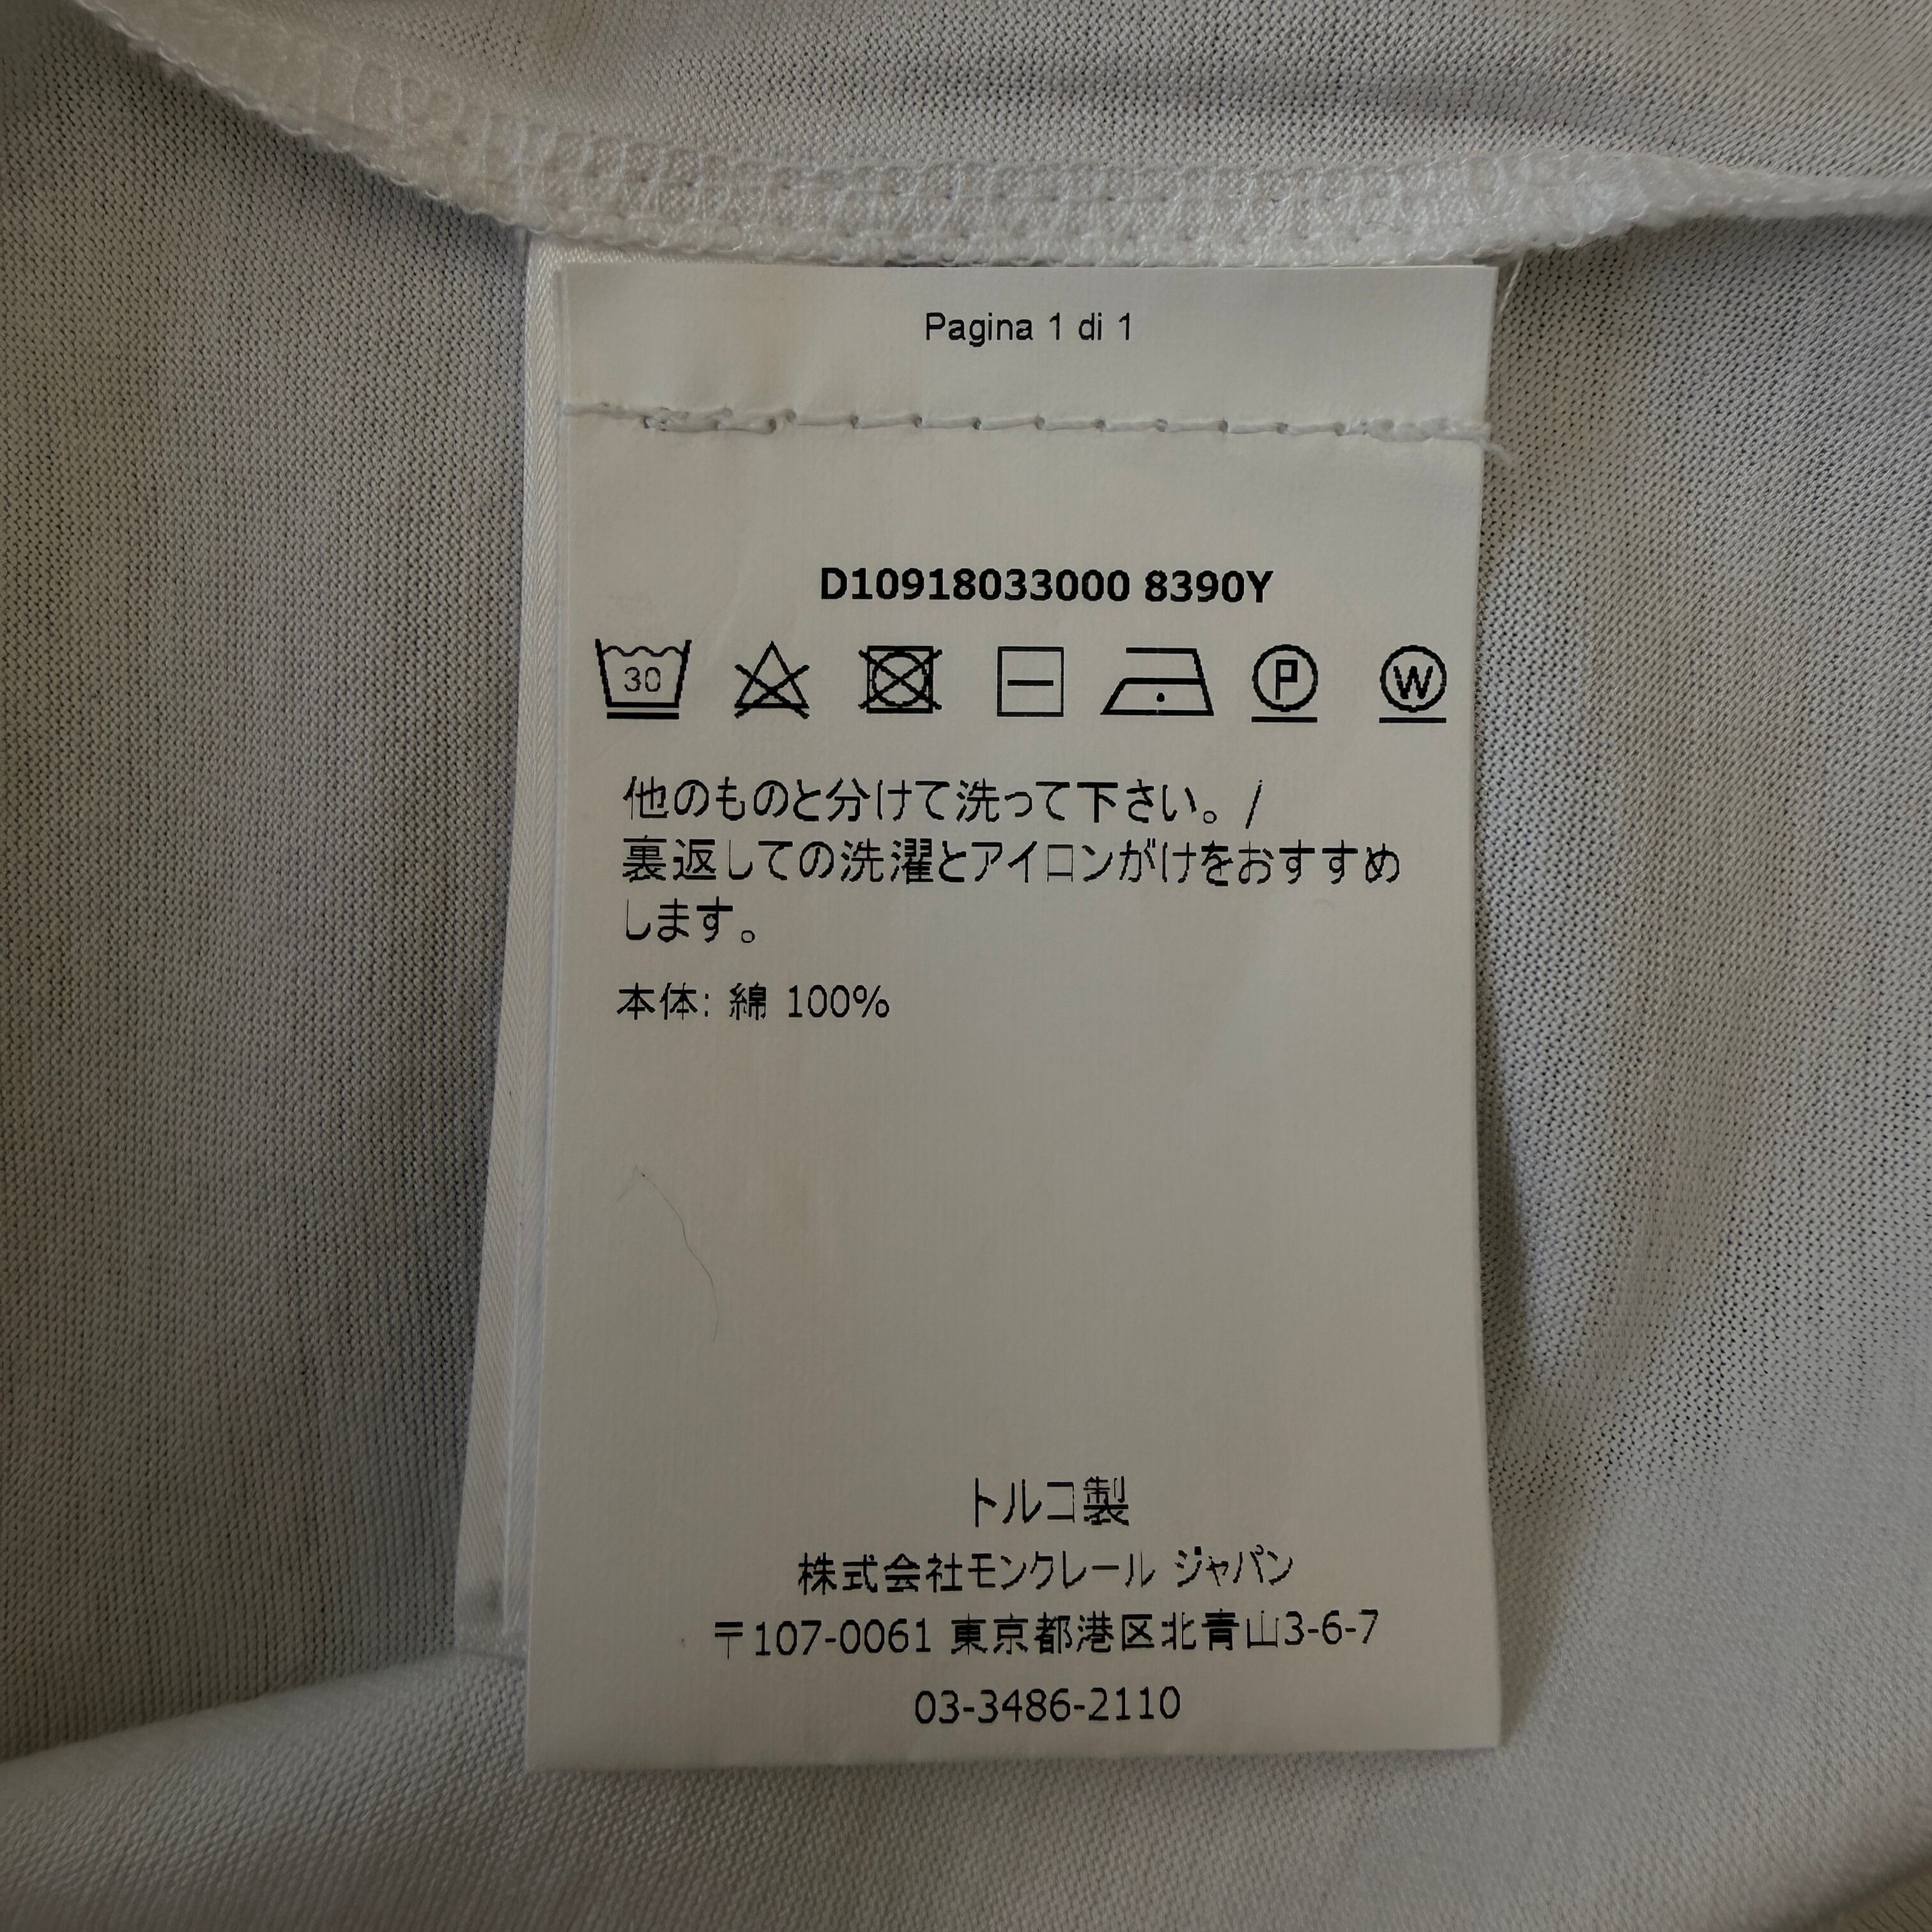 Pagina 1 di 1
D10918033000 8390Y
30 P W
他のものと分けて洗って下さい。/
裏返しての洗濯とアイロンがけをおすすめ
します。
本体: 綿 100%
トルコ製
株式会社モンクレール ジャパン
〒107-0061 東京都港区北青山3-6-7
03-3486-2110